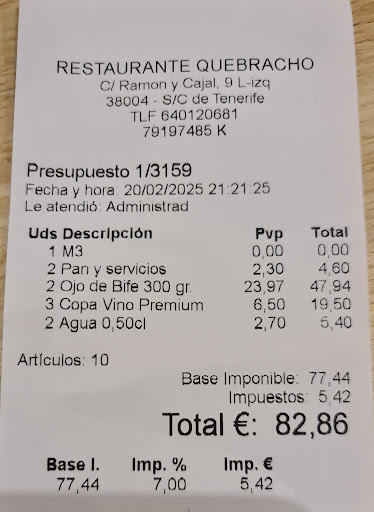 RESTAURANTE QUEBRACHO
C/ Ramon y Cajal, 9 L-izq
38004 - S/C de Tenerife
TLF 640120681
79197485 K
Presupuesto 1/3159
Fecha y hora: 20/02/2025 21:21:25
Le atendió: Administrad
Uds Descripción Pvp Total
1 M3 0,00 0,00
2 Pan y servicios 2,30 4,60
2 Ojo de Bife 300 gr. 23,97 47,94
3 Copa Vino Premium 6,50 19,50
2 Agua 0,50cl 2,70 5,40
Artículos: 10
Base Imponible: 77,44
Impuestos: 5,42
Total €: 82,86
Base I. Imp. % Imp. €
77,44 7,00 5,42